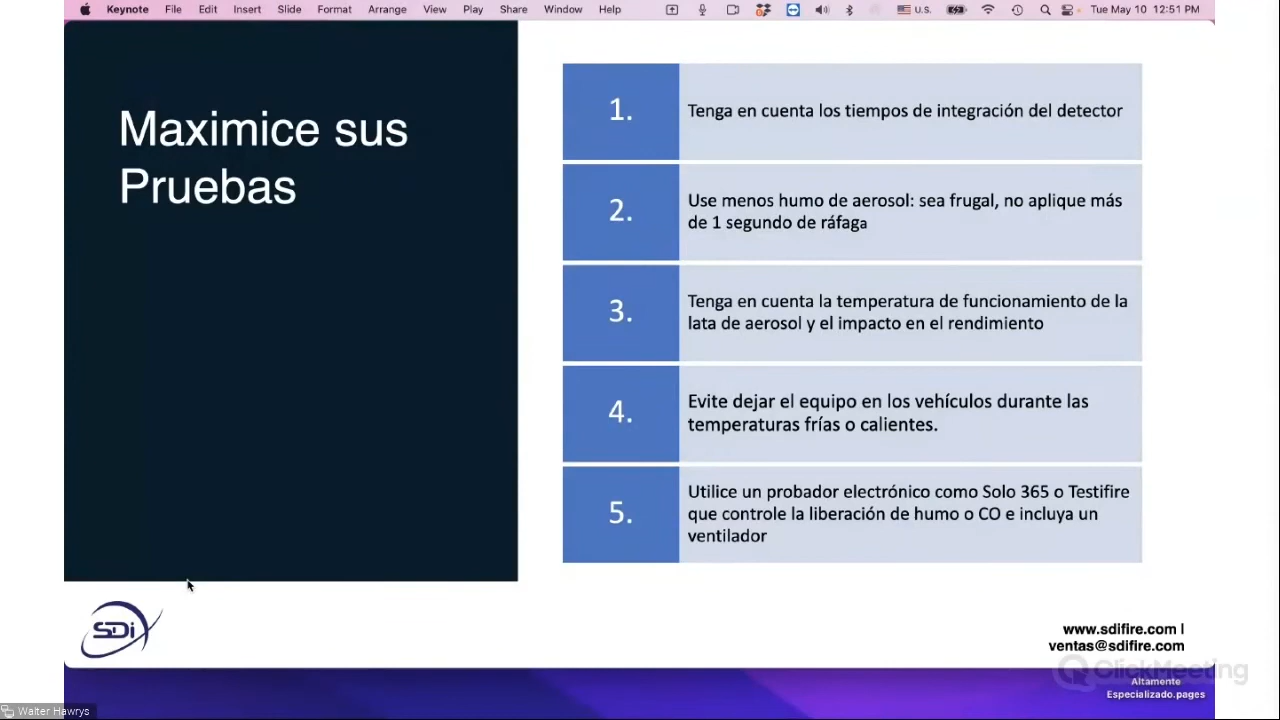 Keynote File Edit Insert Slide Format Arrange View Play Share Window Help U.S. Tue May 10 12:51 PM
Maximice sus
Pruebas
1.
Tenga en cuenta los tiempos de integración del detector
2.
Use menos humo de aerosol: sea frugal, no aplique más
de 1 segundo de ráfaga
3.
Tenga en cuenta la temperatura de funcionamiento de la
lata de aerosol y el impacto en el rendimiento
4.
Evite dejar el equipo en los vehículos durante las
temperaturas frías o calientes.
5.
Utilice un probador electrónico como Solo 365 o Testifire
que controle la liberación de humo o CO e incluya un
ventilador
SDi
www.sdifire.com |
ventas@sdifire.com
ClickMeeting
Altamente
Especializado.pages
Walter Hawrys